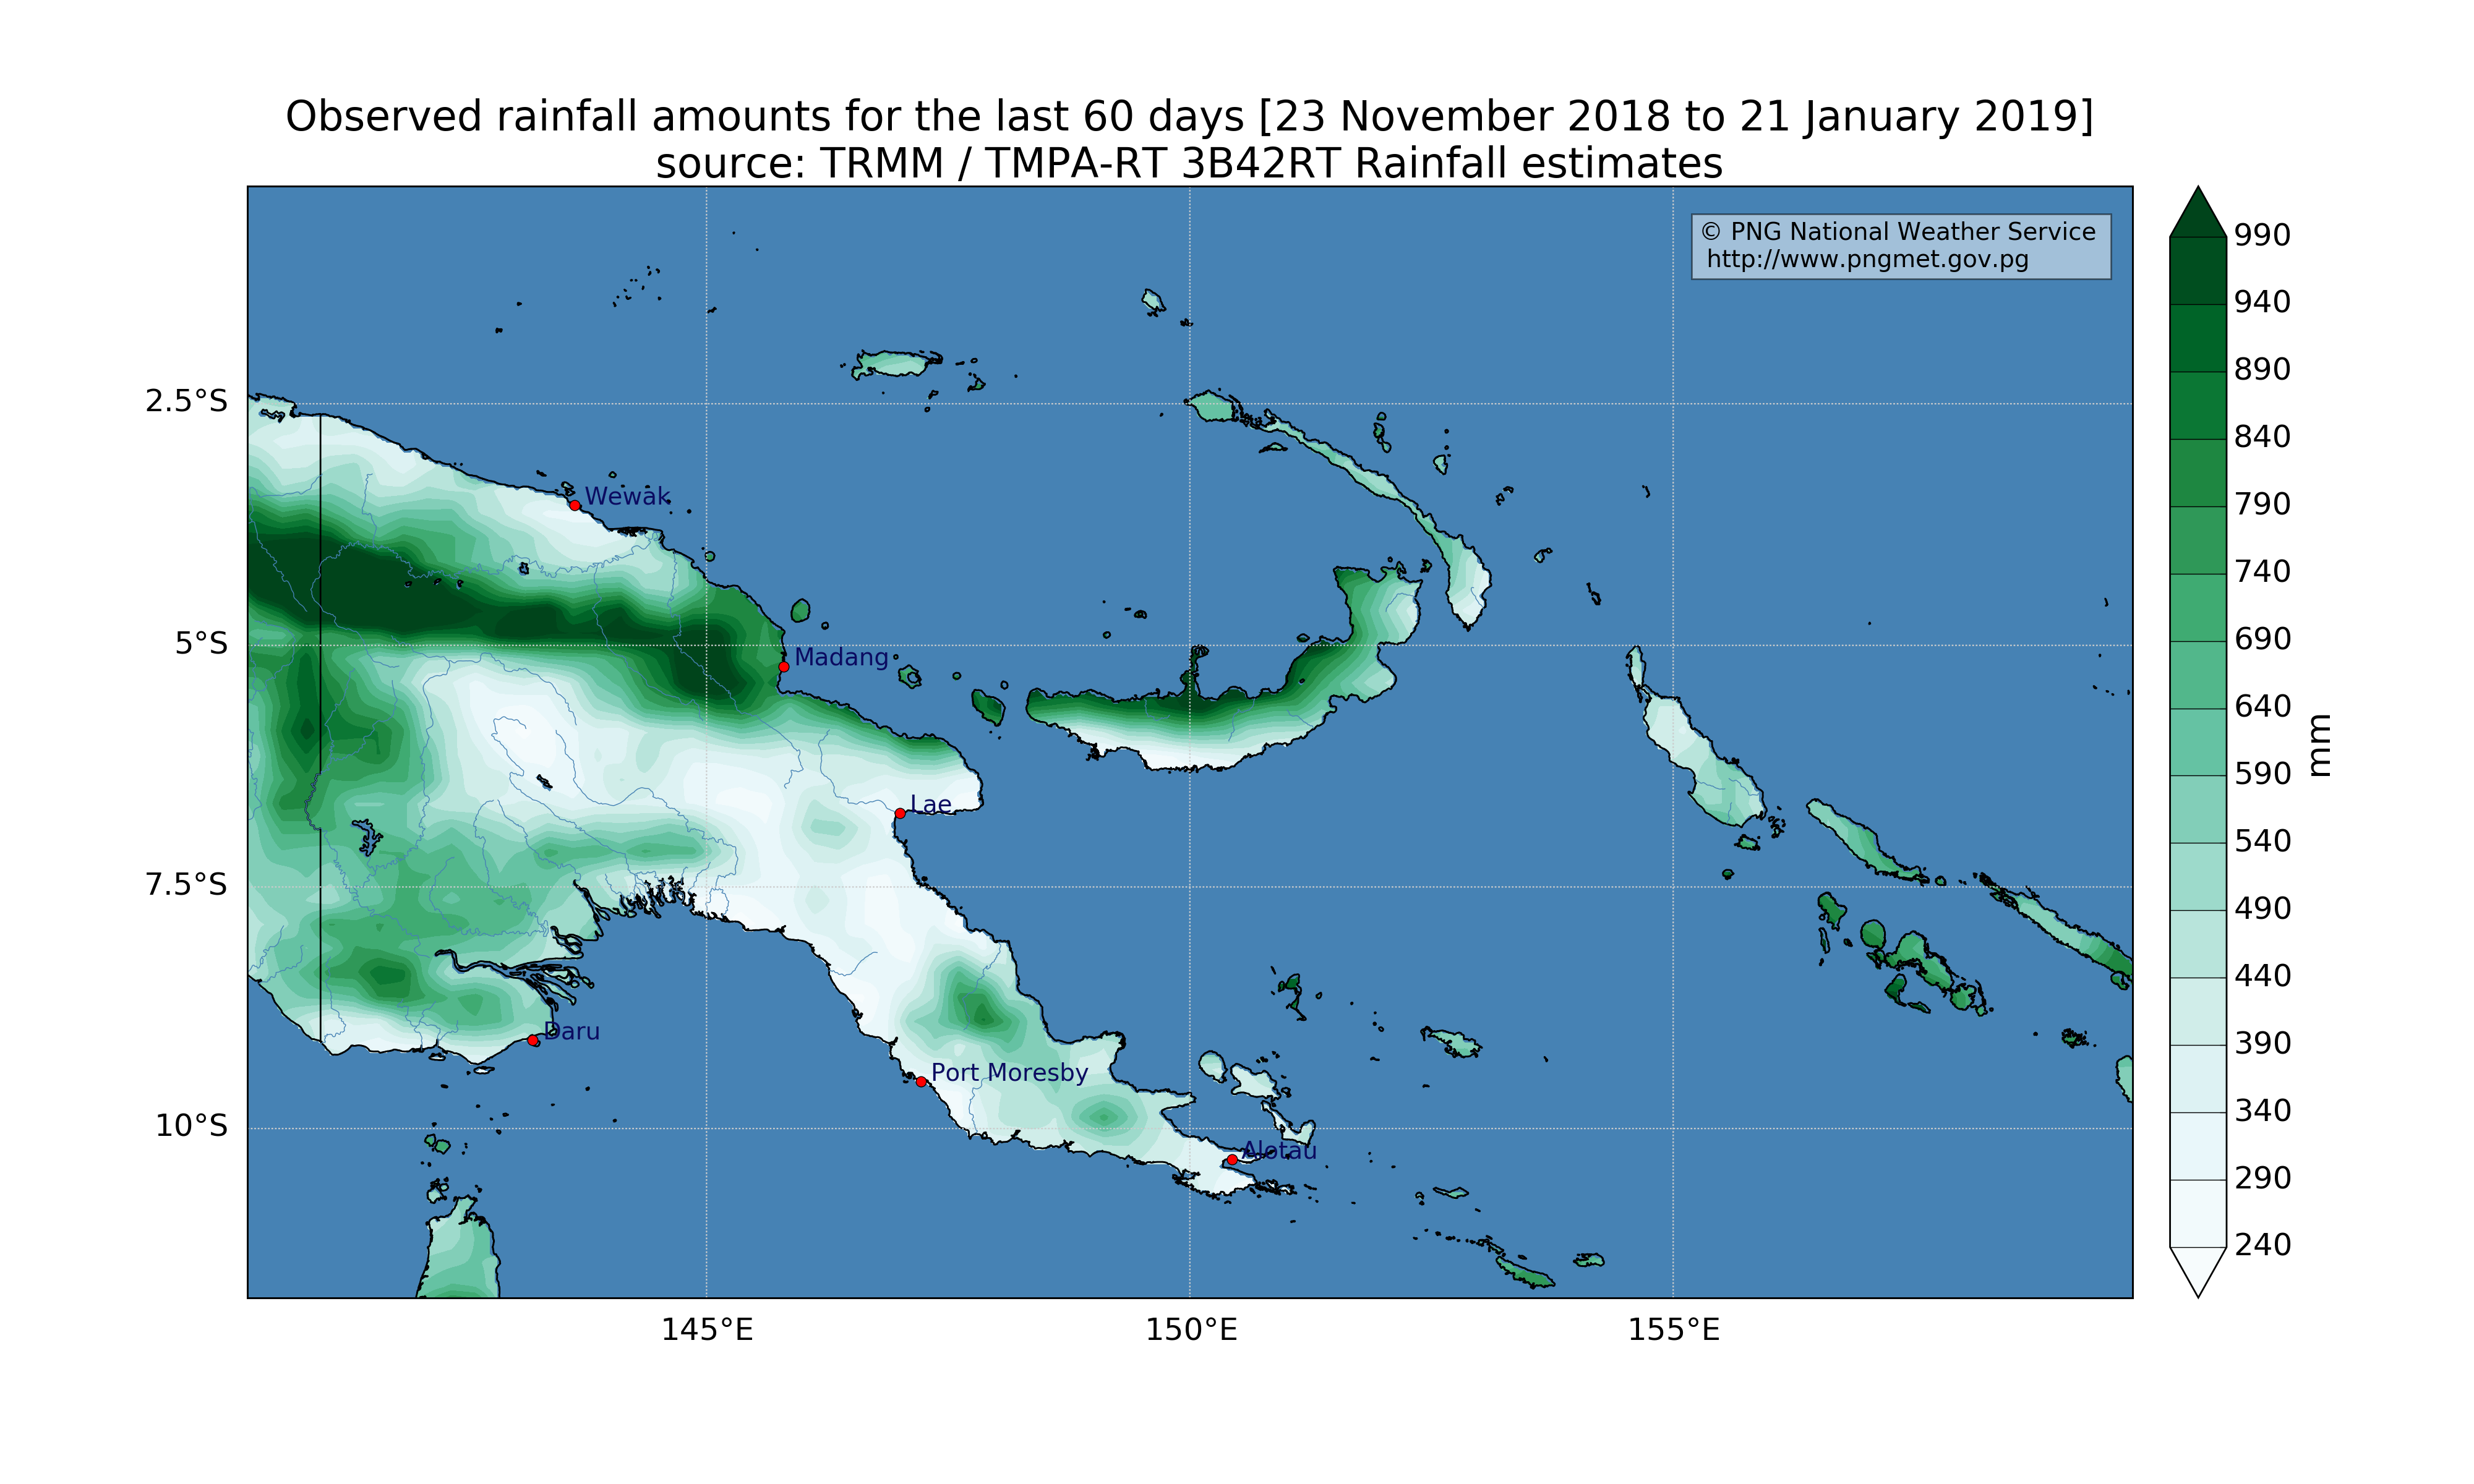 Observed rainfall amounts for the last 60 days [23 November 2018 to 21 January 2019]
source: TRMM / TMPA-RT 3B42RT Rainfall estimates
© PNG National Weather Service
http://www.pngmet.gov.pg
990
940
890
840
790
740
690
640
590
540
490
440
390
340
290
240
mm
2.5°S
5°S
7.5°S
10°S
Wewak
Madang
Lae
Daru
Port Moresby
Alotau
145°E
150°E
155°E